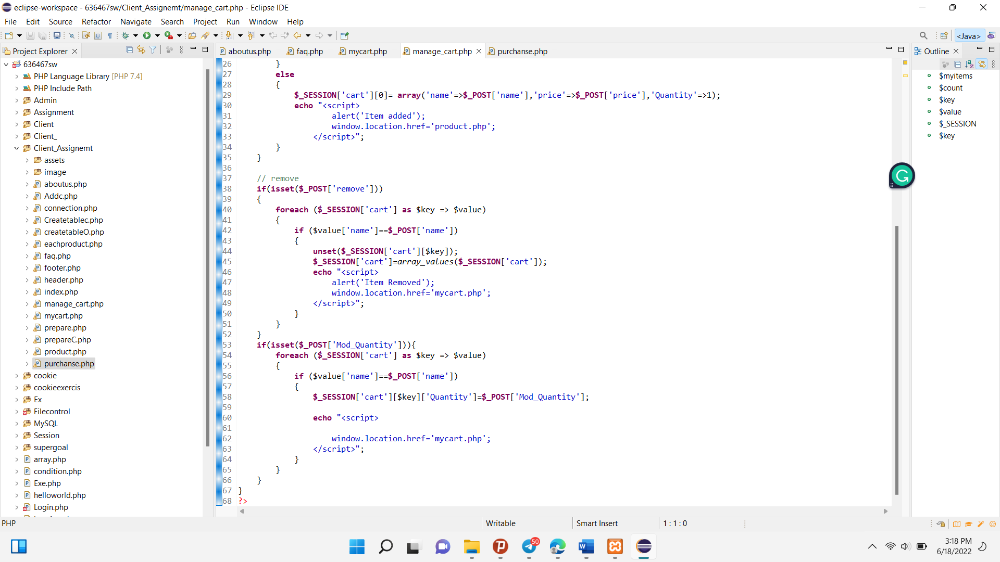 eclipse-workspace - 636467sw/Client_Assignemt/manage_cart.php - Eclipse IDE
File Edit Source Refactor Navigate Search Project Run Window Help
<Java>
Project Explorer
636467sw
PHP Language Library [PHP 7.4]
PHP Include Path
Admin
Assignment
Client
Client_
Client_Assignemt
assets
image
aboutus.php
Addc.php
connection.php
Createtablec.php
createtableO.php
eachproduct.php
faq.php
footer.php
header.php
index.php
manage_cart.php
mycart.php
prepare.php
prepareC.php
product.php
purchanse.php
cookie
cookieexercis
Ex
Filecontrol
MySQL
Session
supergoal
array.php
condition.php
Exe.php
helloworld.php
Login.php
aboutus.php faq.php mycart.php manage_cart.php purchanse.php
26 }
27 else
28 {
29 $_SESSION['cart'][0]= array('name'=>$_POST['name'],'price'=>$_POST['price'],'Quantity'=>1);
30 echo "<script>
31 alert('Item added');
32 window.location.href='product.php';
33 </script>";
34 }
35 }
36
37 // remove
38 if(isset($_POST['remove']))
39 {
40 foreach ($_SESSION['cart'] as $key => $value)
41 {
42 if ($value['name']==$_POST['name'])
43 {
44 unset($_SESSION['cart'][$key]);
45 $_SESSION['cart']=array_values($_SESSION['cart']);
46 echo "<script>
47 alert('Item Removed');
48 window.location.href='mycart.php';
49 </script>";
50 }
51 }
52 }
53 if(isset($_POST['Mod_Quantity'])){
54 foreach ($_SESSION['cart'] as $key => $value)
55 {
56 if ($value['name']==$_POST['name'])
57 {
58 $_SESSION['cart'][$key]['Quantity']=$_POST['Mod_Quantity'];
59
60 echo "<script>
61
62 window.location.href='mycart.php';
63 </script>";
64 }
65 }
66 }
67 }
68 ?>
Outline
$myitems
$count
$key
$value
$_SESSION
$key
PHP
Writable
Smart Insert
1 : 1 : 0
50
3:18 PM
6/18/2022